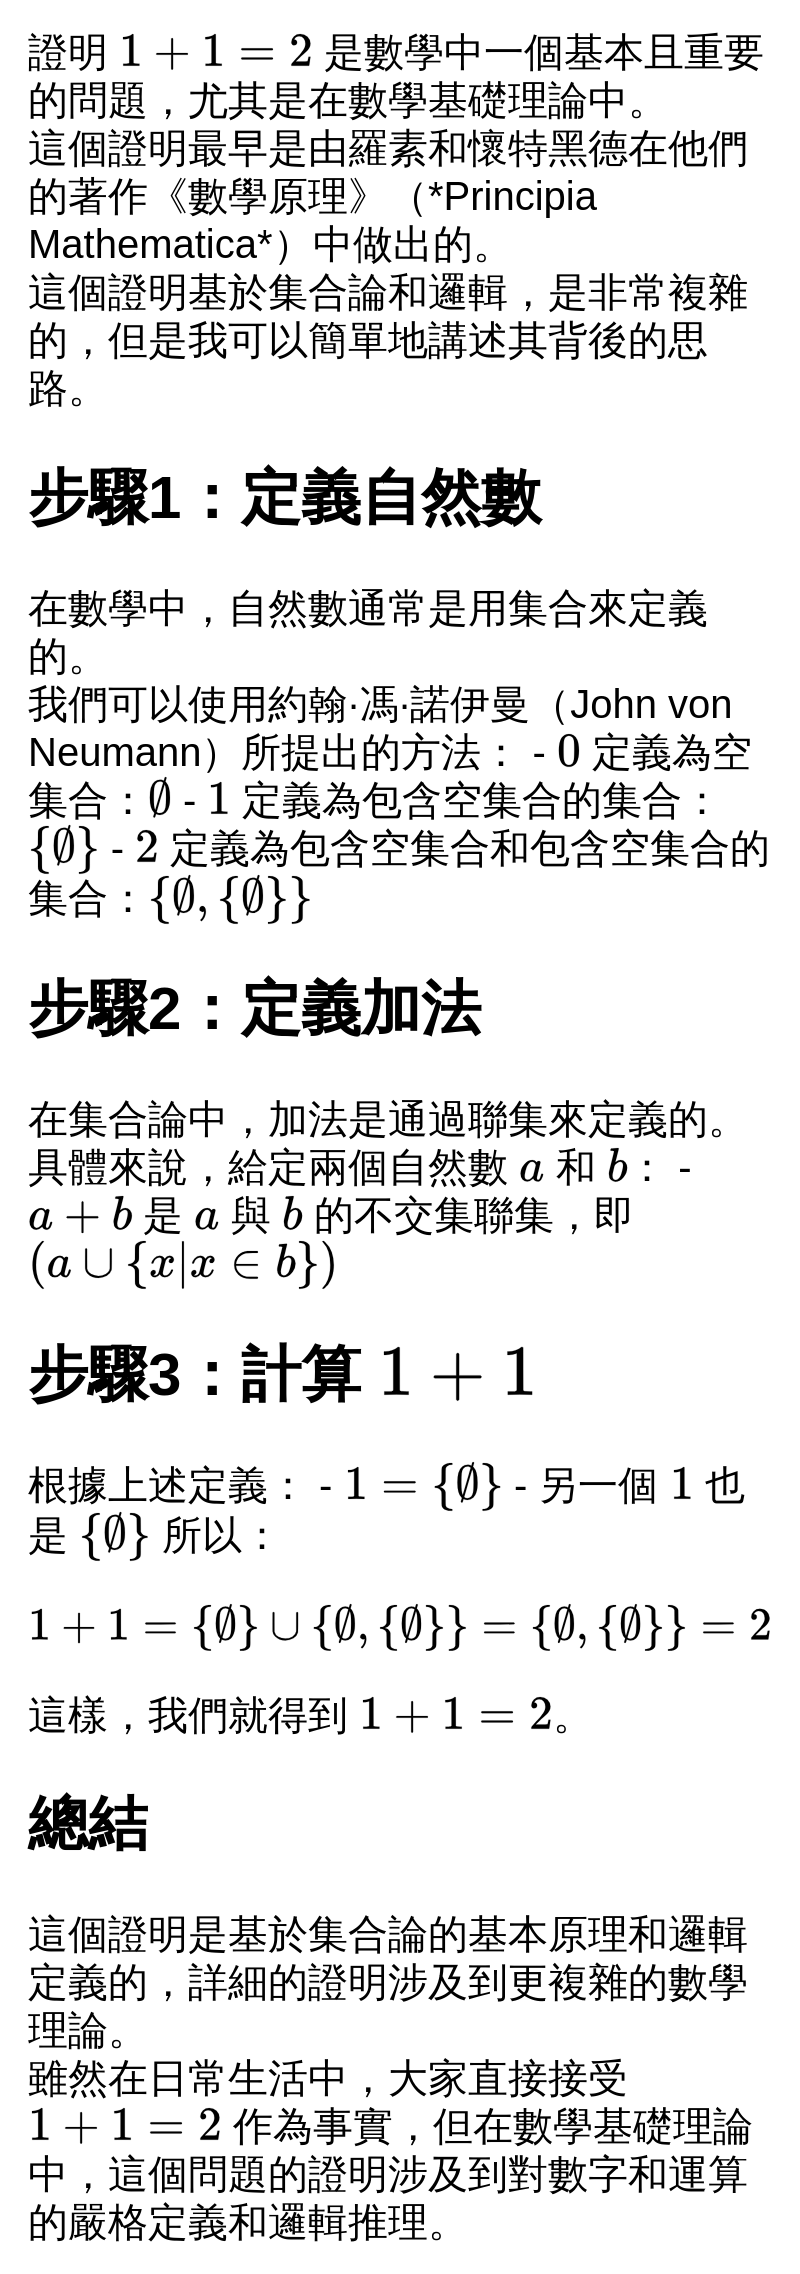 證明 1 + 1 = 2 是數學中一個基本且重要
的問題，尤其是在數學基礎理論中。
這個證明最早是由羅素和懷特黑德在他們
的著作《數學原理》（*Principia
Mathematica*）中做出的。
這個證明基於集合論和邏輯，是非常複雜
的，但是我可以簡單地講述其背後的思
路。
步驟1：定義自然數
在數學中，自然數通常是用集合來定義
的。
我們可以使用約翰·馮·諾伊曼（John von
Neumann）所提出的方法： - 0 定義為空
集合：∅ - 1 定義為包含空集合的集合：
{∅} - 2 定義為包含空集合和包含空集合的
集合：{∅, {∅}}
步驟2：定義加法
在集合論中，加法是通過聯集來定義的。
具體來說，給定兩個自然數 a 和 b： -
a + b 是 a 與 b 的不交集聯集，即
(a ∪ {x|x ∈ b})
步驟3：計算 1 + 1
根據上述定義： - 1 = {∅} - 另一個 1 也
是 {∅} 所以：
1 + 1 = {∅} ∪ {∅, {∅}} = {∅, {∅}} = 2
這樣，我們就得到 1 + 1 = 2。
總結
這個證明是基於集合論的基本原理和邏輯
定義的，詳細的證明涉及到更複雜的數學
理論。
雖然在日常生活中，大家直接接受
1 + 1 = 2 作為事實，但在數學基礎理論
中，這個問題的證明涉及到對數字和運算
的嚴格定義和邏輯推理。